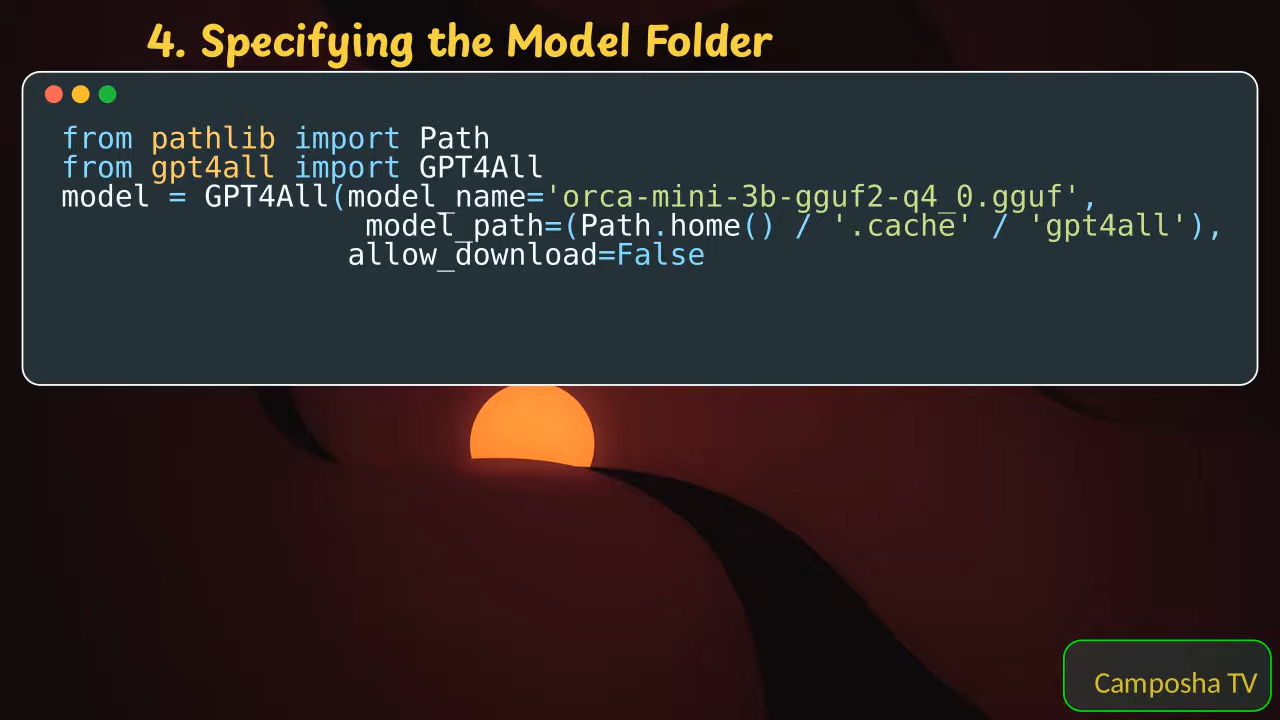 4. Specifying the Model Folder
from pathlib import Path
from gpt4all import GPT4All
model = GPT4All(model_name='orca-mini-3b-gguf2-q4_0.gguf',
model_path=(Path.home() / '.cache' / 'gpt4all'),
allow_download=False
Camposha TV